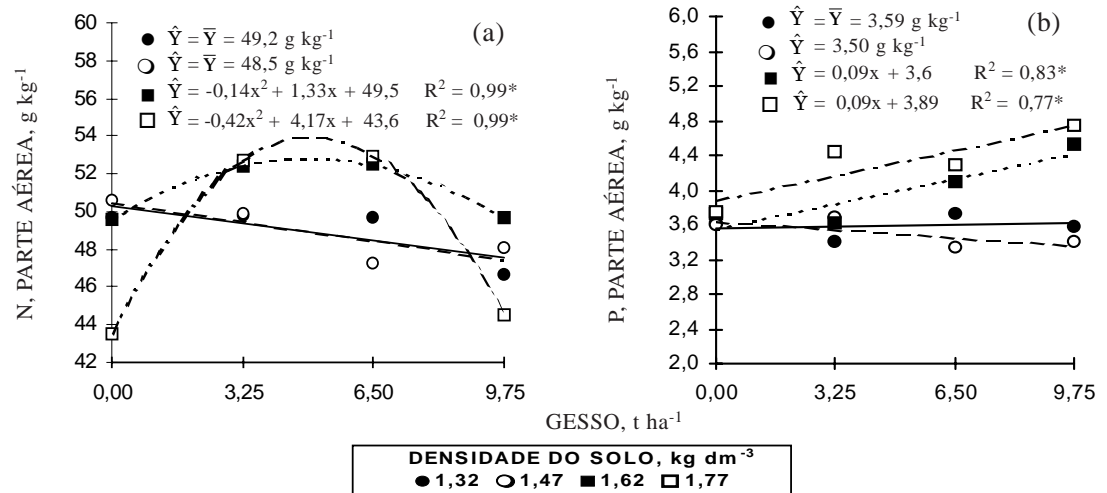 (a)
N, PARTE AÉREA, g kg-1
60
58
56
54
52
50
48
46
44
42
● Ŷ = Y̅ = 49,2 g kg-1
○ Ŷ = Y̅ = 48,5 g kg-1
■ Ŷ = -0,14x2 + 1,33x + 49,5 R2 = 0,99*
□ Ŷ = -0,42x2 + 4,17x + 43,6 R2 = 0,99*
0,00 3,25 6,50 9,75
(b)
P, PARTE AÉREA, g kg-1
6,0
5,6
5,2
4,8
4,4
4,0
3,6
3,2
2,8
2,4
2,0
Ŷ = Y̅ = 3,59 g kg-1 ●
Ŷ = 3,50 g kg-1 ○
■ Ŷ = 0,09x + 3,6 R2 = 0,83*
□ Ŷ = 0,09x + 3,89 R2 = 0,77*
0,00 3,25 6,50 9,75
GESSO, t ha-1
DENSIDADE DO SOLO, kg dm-3
● 1,32 ○ 1,47 ■ 1,62 □ 1,77